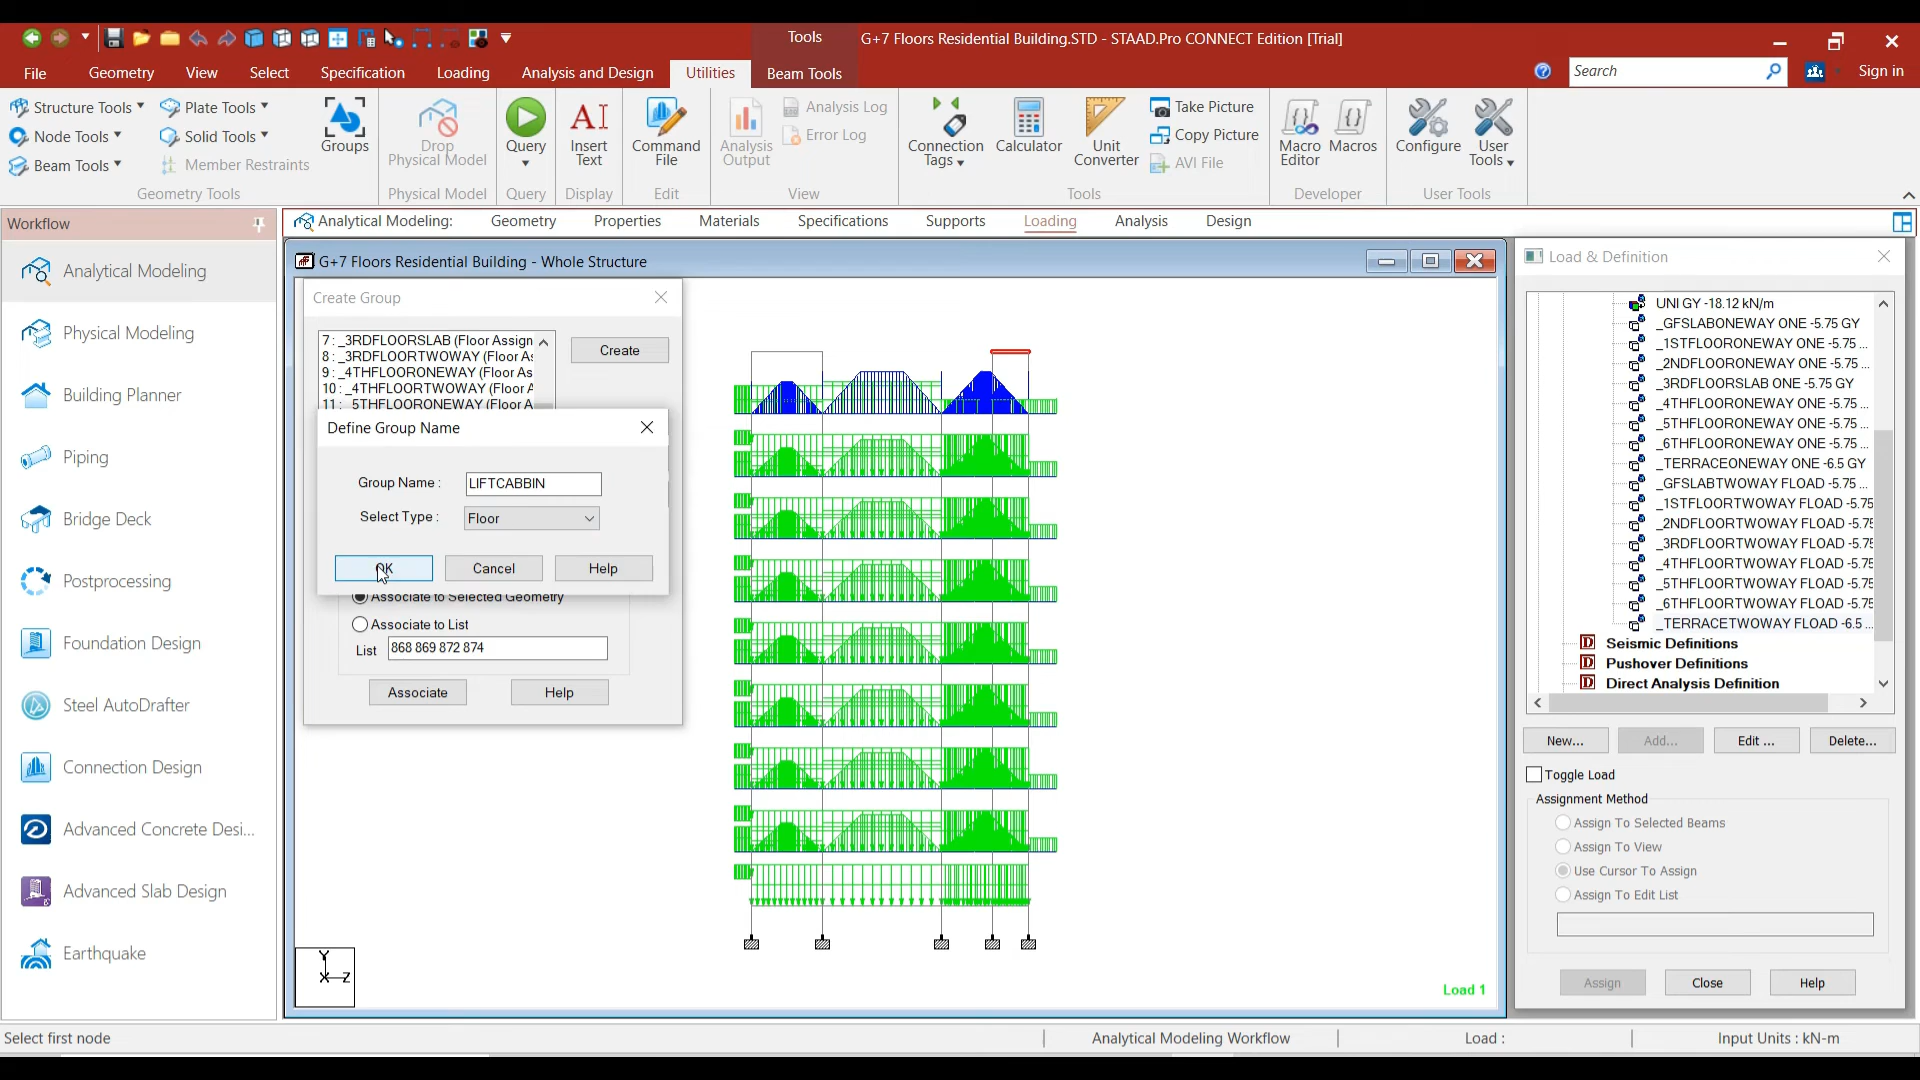 Tools
G+7 Floors Residential Building.STD - STAAD.Pro CONNECT Edition [Trial]
File
Geometry
View
Select
Specification
Loading
Analysis and Design
Utilities
Beam Tools
Search
Sign in
Structure Tools
Plate Tools
Node Tools
Solid Tools
Beam Tools
Member Restraints
Geometry Tools
Groups
Drop
Physical Model
Physical Model
Query
Query
Insert
Text
Display
Command
File
Edit
Analysis
Output
Analysis Log
Error Log
View
Connection
Tags
Calculator
Unit
Converter
Take Picture
Copy Picture
AVI File
Tools
Macro
Editor
Macros
Developer
Configure
User
Tools
User Tools
Workflow
Analytical Modeling:
Geometry
Properties
Materials
Specifications
Supports
Loading
Analysis
Design
Analytical Modeling
Physical Modeling
Building Planner
Piping
Bridge Deck
Postprocessing
Foundation Design
Steel AutoDrafter
Connection Design
Advanced Concrete Desi...
Advanced Slab Design
Earthquake
G+7 Floors Residential Building - Whole Structure
Create Group
7 : _3RDFLOORSLAB (Floor Assign
8 : _3RDFLOORTWOWAY (Floor As
9 : _4THFLOORONEWAY (Floor As
10 : _4THFLOORTWOWAY (Floor A
11 : _5THFLOORONEWAY (Floor A
Create
Define Group Name
Group Name :
LIFTCABBIN
Select Type :
Floor
OK
Cancel
Help
Associate to Selected Geometry
Associate to List
List
868 869 872 874
Associate
Help
Y
X
Z
Load 1
Load & Definition
UNI GY -18.12 kN/m
_GFSLABONEWAY ONE -5.75 GY
_1STFLOORONEWAY ONE -5.75 ...
_2NDFLOORONEWAY ONE -5.75 ...
_3RDFLOORSLAB ONE -5.75 GY
_4THFLOORONEWAY ONE -5.75 ...
_5THFLOORONEWAY ONE -5.75 ...
_6THFLOORONEWAY ONE -5.75 ...
_TERRACEONEWAY ONE -6.5 GY
_GFSLABTWOWAY FLOAD -5.75 ...
_1STFLOORTWOWAY FLOAD -5.75
_2NDFLOORTWOWAY FLOAD -5.75
_3RDFLOORTWOWAY FLOAD -5.75
_4THFLOORTWOWAY FLOAD -5.75
_5THFLOORTWOWAY FLOAD -5.75
_6THFLOORTWOWAY FLOAD -5.75
_TERRACETWOWAY FLOAD -6.5 ...
Seismic Definitions
Pushover Definitions
Direct Analysis Definition
New...
Add...
Edit ...
Delete...
Toggle Load
Assignment Method
Assign To Selected Beams
Assign To View
Use Cursor To Assign
Assign To Edit List
Assign
Close
Help
Select first node
Analytical Modeling Workflow
Load :
Input Units : kN-m